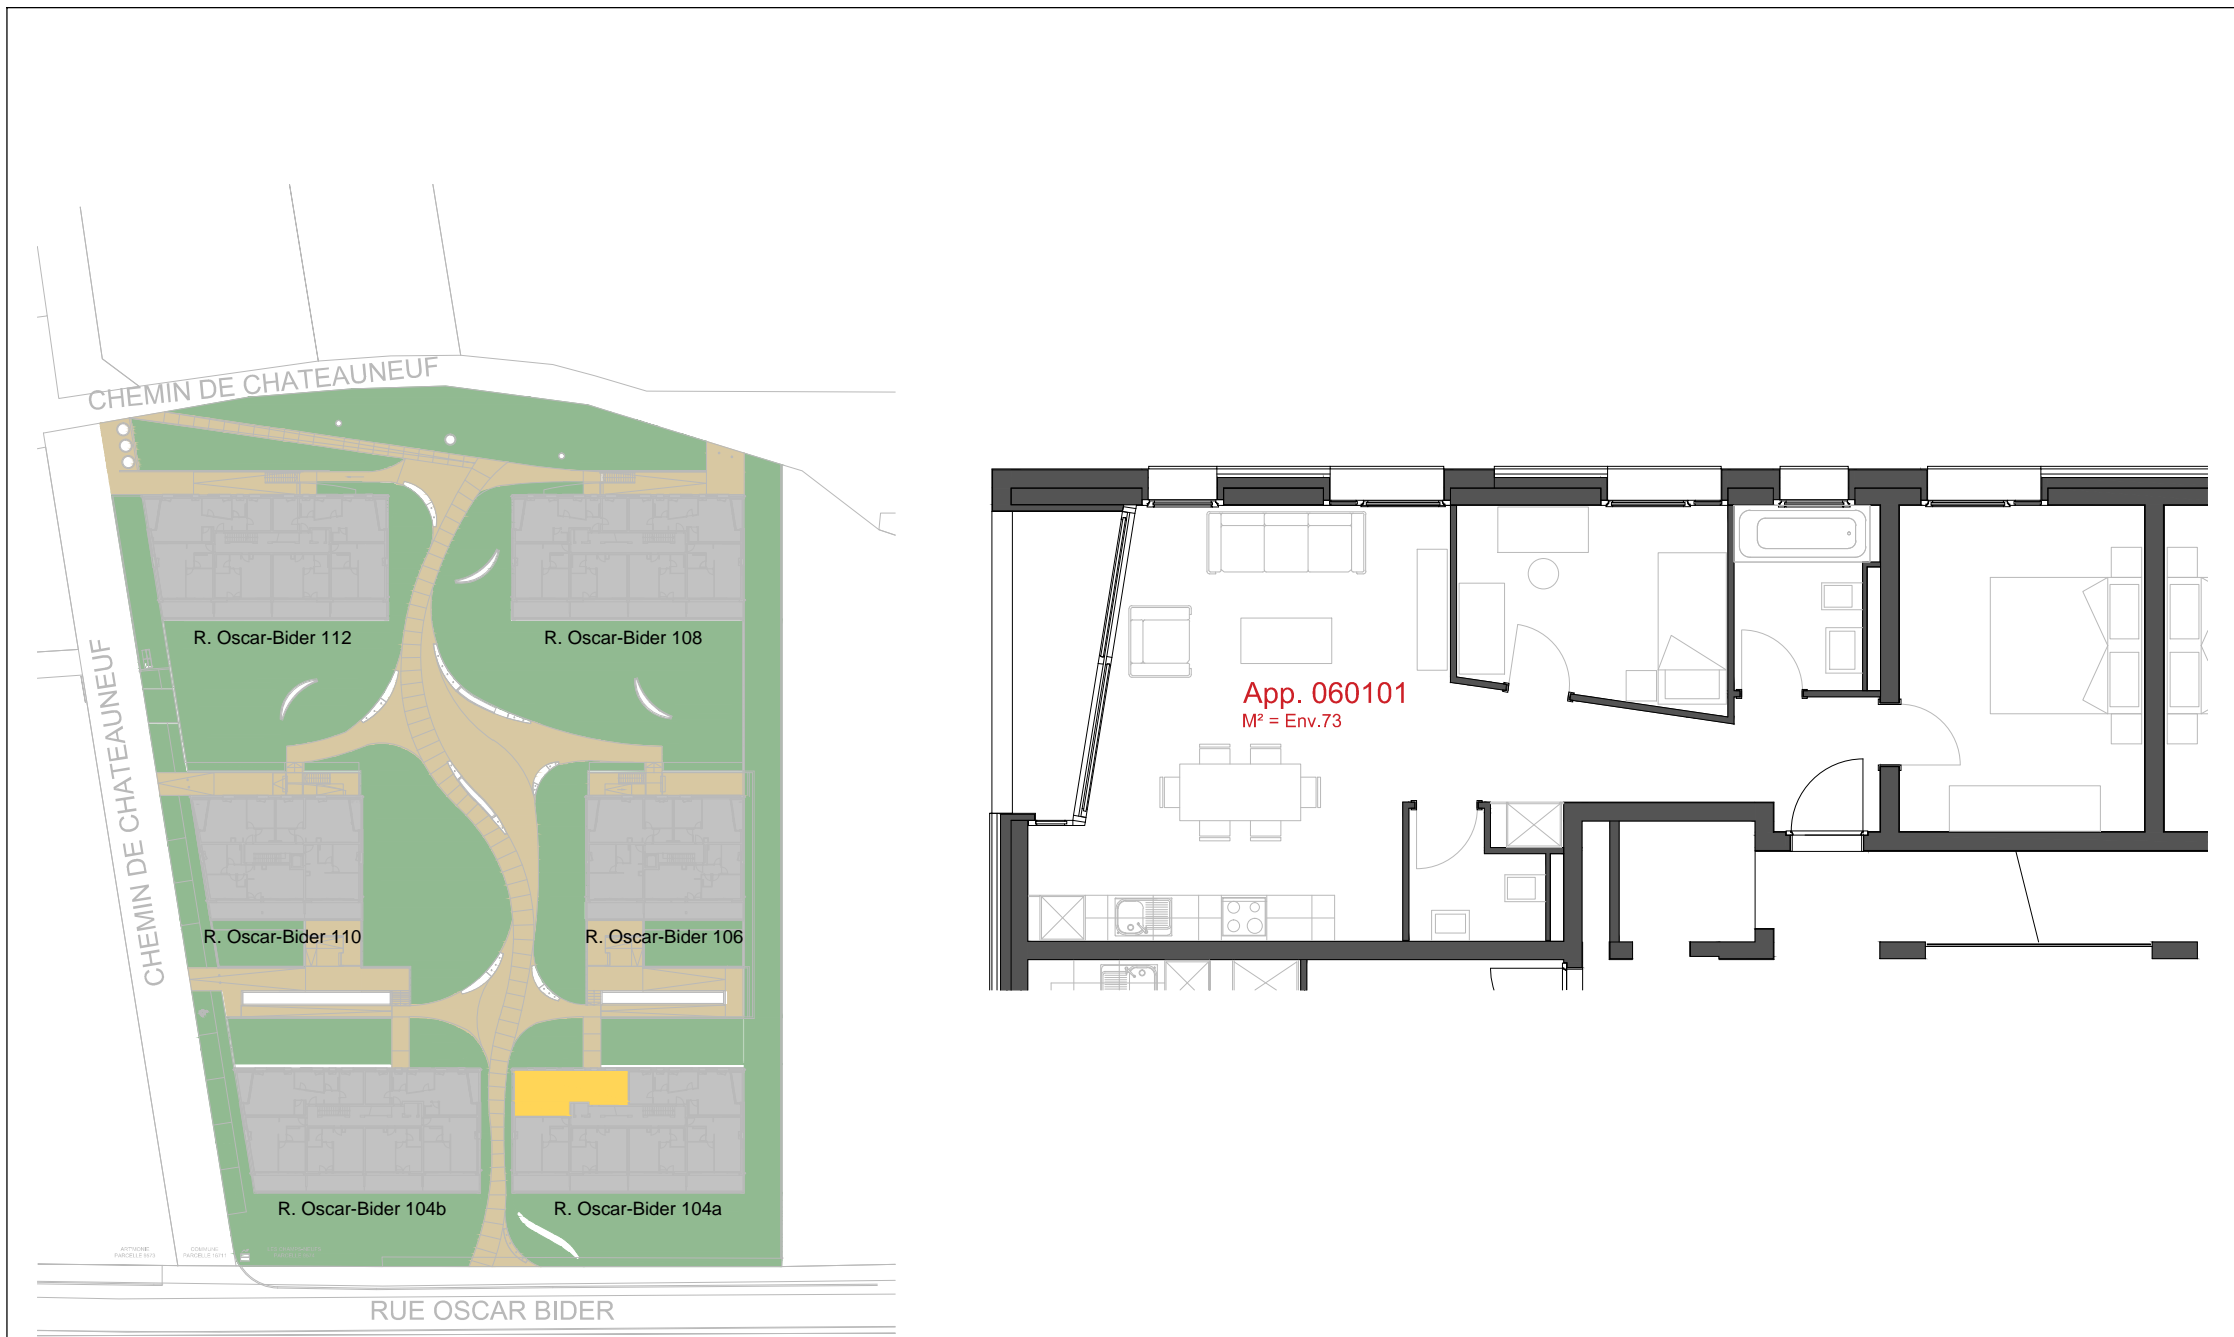 CHEMIN DE CHATEAUNEUF
CHEMIN DE CHATEAUNEUF
R. Oscar-Bider 112
R. Oscar-Bider 108
R. Oscar-Bider 110
R. Oscar-Bider 106
R. Oscar-Bider 104b
R. Oscar-Bider 104a
COMMUNE
RUE OSCAR BIDER
App. 060101
M² = Env.73